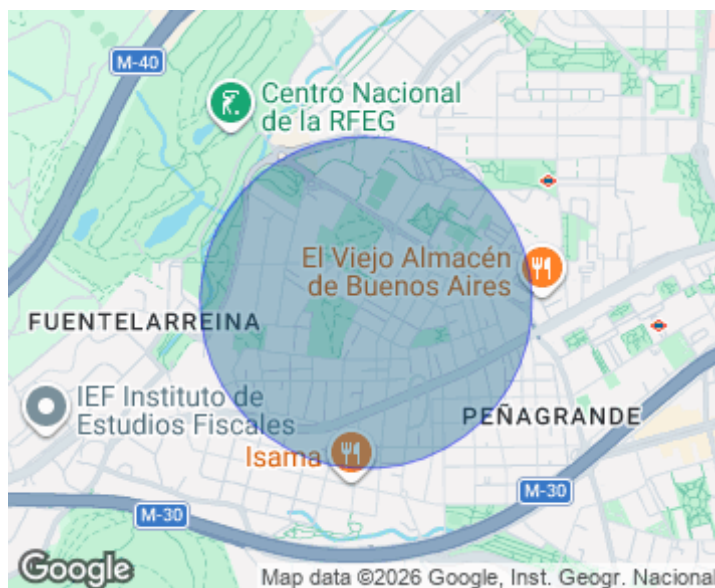 M-40
Centro Nacional
de la RFEG
El Viejo Almacén
de Buenos Aires
FUENTELARREINA
IEF Instituto de
Estudios Fiscales
PEÑAGRANDE
Isama
M-30
M-30
Google
Map data ©2026 Google, Inst. Geogr. Nacional